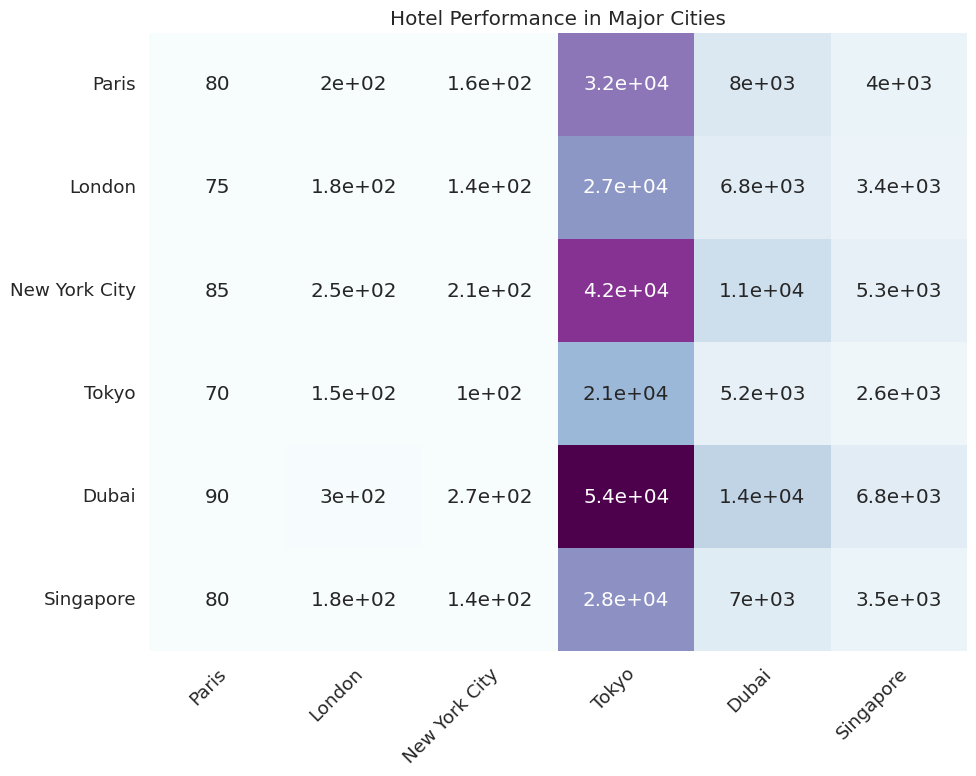 Hotel Performance in Major Cities
Paris 80 2e+02 1.6e+02 3.2e+04 8e+03 4e+03
London 75 1.8e+02 1.4e+02 2.7e+04 6.8e+03 3.4e+03
New York City 85 2.5e+02 2.1e+02 4.2e+04 1.1e+04 5.3e+03
Tokyo 70 1.5e+02 1e+02 2.1e+04 5.2e+03 2.6e+03
Dubai 90 3e+02 2.7e+02 5.4e+04 1.4e+04 6.8e+03
Singapore 80 1.8e+02 1.4e+02 2.8e+04 7e+03 3.5e+03
Paris London New York City Tokyo Dubai Singapore